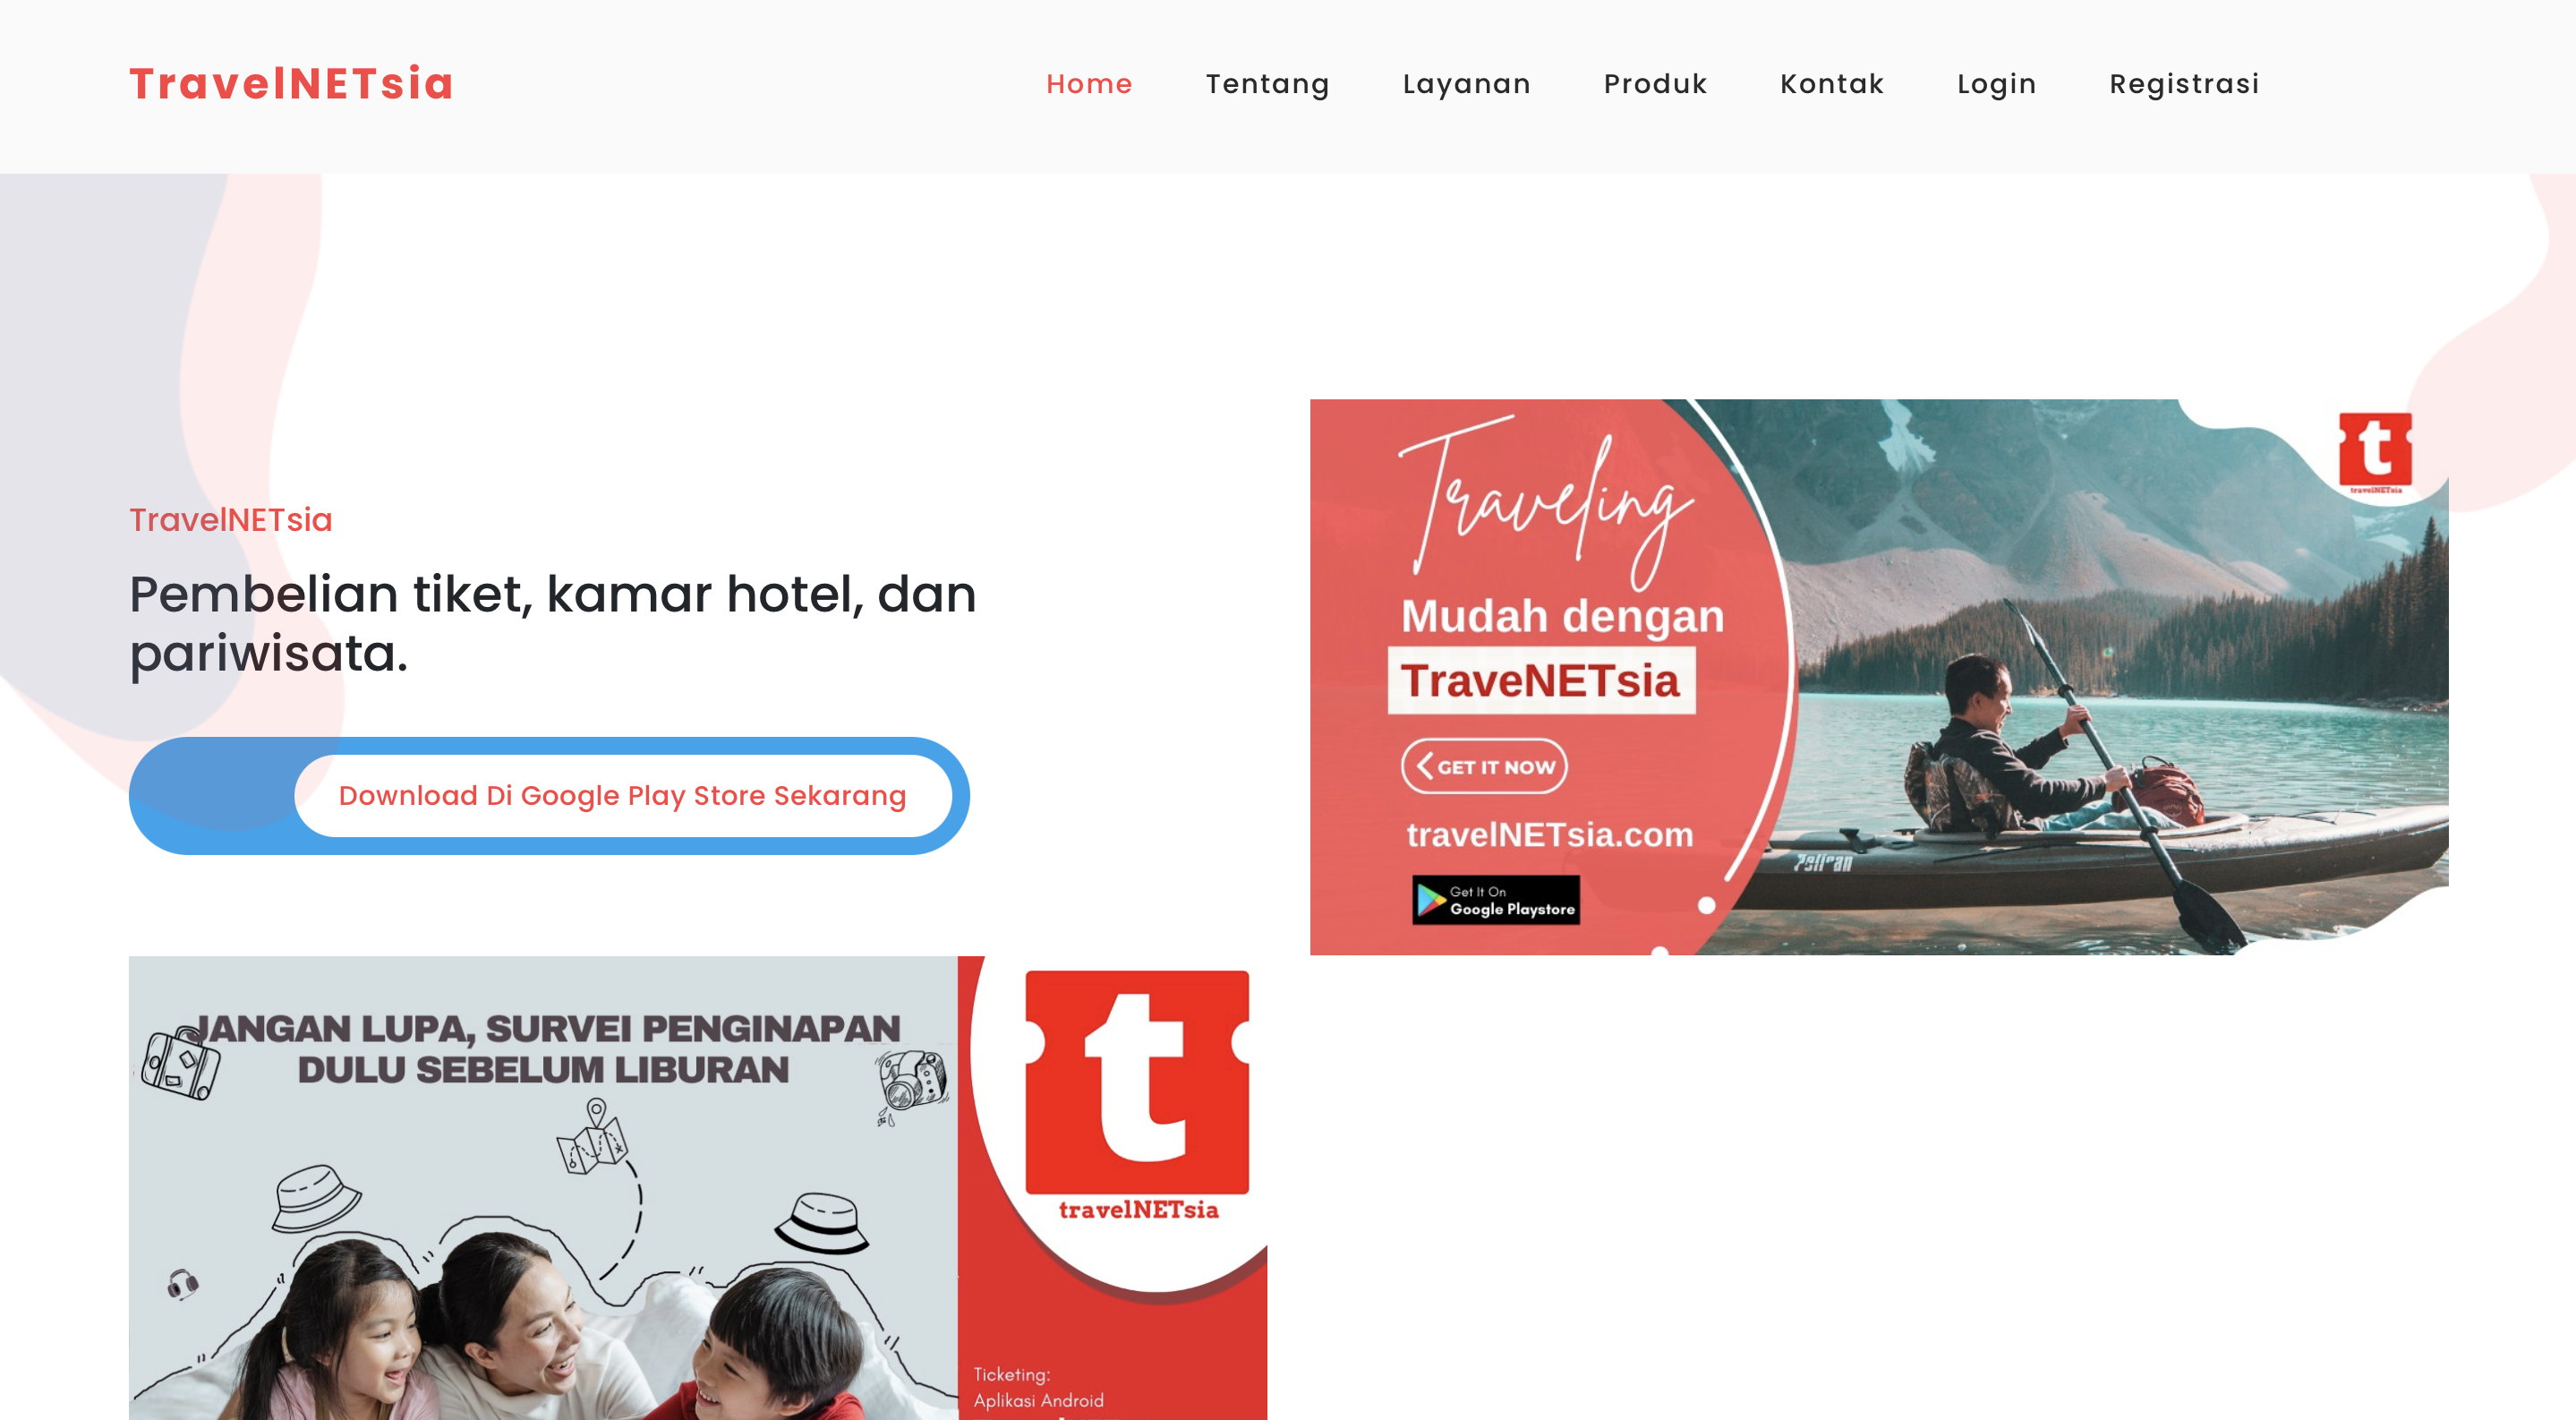 TravelNETsia
Home Tentang Layanan Produk Kontak Login Registrasi
TravelNETsia
Pembelian tiket, kamar hotel, dan
pariwisata.
Download Di Google Play Store Sekarang
Traveling
Mudah dengan
TraveNETsia
GET IT NOW
travelNETsia.com
Get It On
Google Playstore
t
travelNETsia
Pelican
JANGAN LUPA, SURVEI PENGINAPAN
DULU SEBELUM LIBURAN
t
travelNETsia
Ticketing:
Aplikasi Android